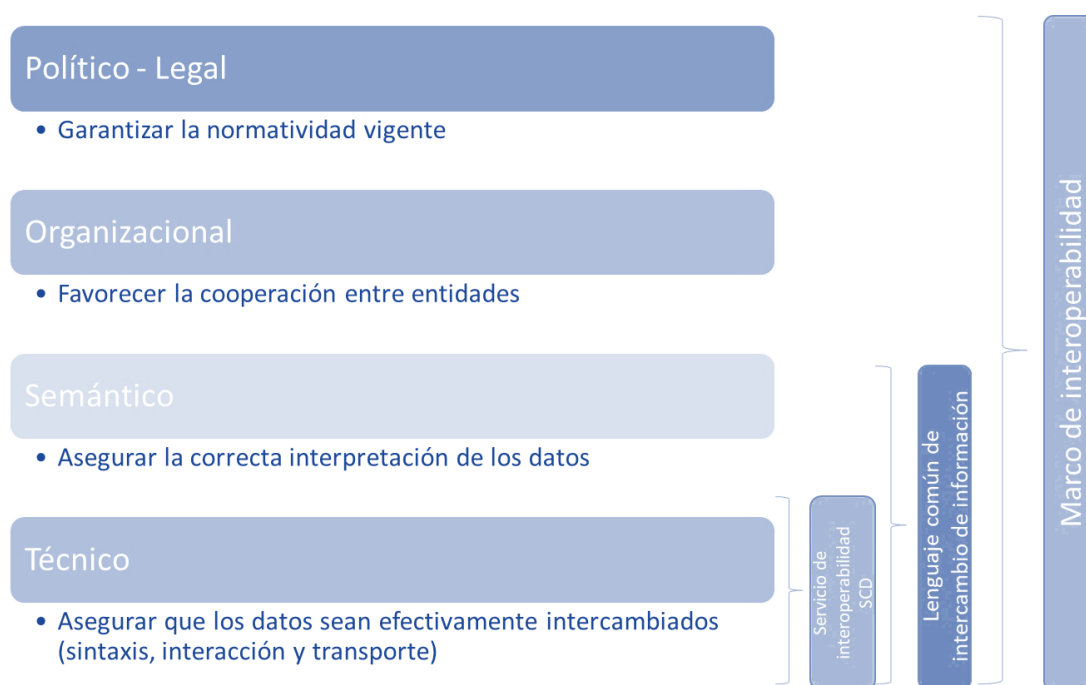 Político - Legal
• Garantizar la normatividad vigente
Organizacional
• Favorecer la cooperación entre entidades
Semántico
• Asegurar la correcta interpretación de los datos
Técnico
• Asegurar que los datos sean efectivamente intercambiados
(sintaxis, interacción y transporte)
Servicio de
interoperabilidad
SCD
Lenguaje común de
intercambio de información
Marco de interoperabilidad